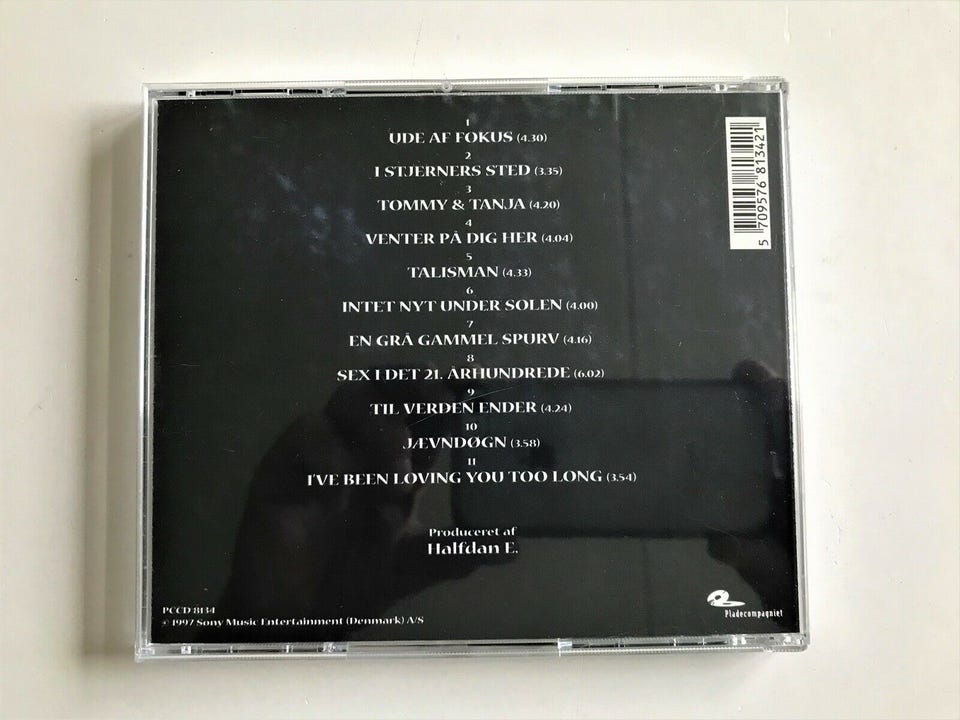 1
UDE AF FOKUS (4.30)
2
I STJERNERS STED (3.35)
3
TOMMY & TANJA (4.20)
4
VENTER PÅ DIG HER (4.04)
5
TALISMAN (4.33)
6
INTET NYT UNDER SOLEN (4.00)
7
EN GRÅ GAMMEL SPURV (4.16)
8
SEX I DET 21. ÅRHUNDREDE (6.02)
9
TIL VERDEN ENDER (4.24)
10
JÆVNDØGN (3.58)
11
I'VE BEEN LOVING YOU TOO LONG (3.54)
Produceret af
Halfdan E.
PCCD 8134
© 1997 Sony Music Entertainment (Denmark) A/S
Pladecompagniet
5 709576 813421